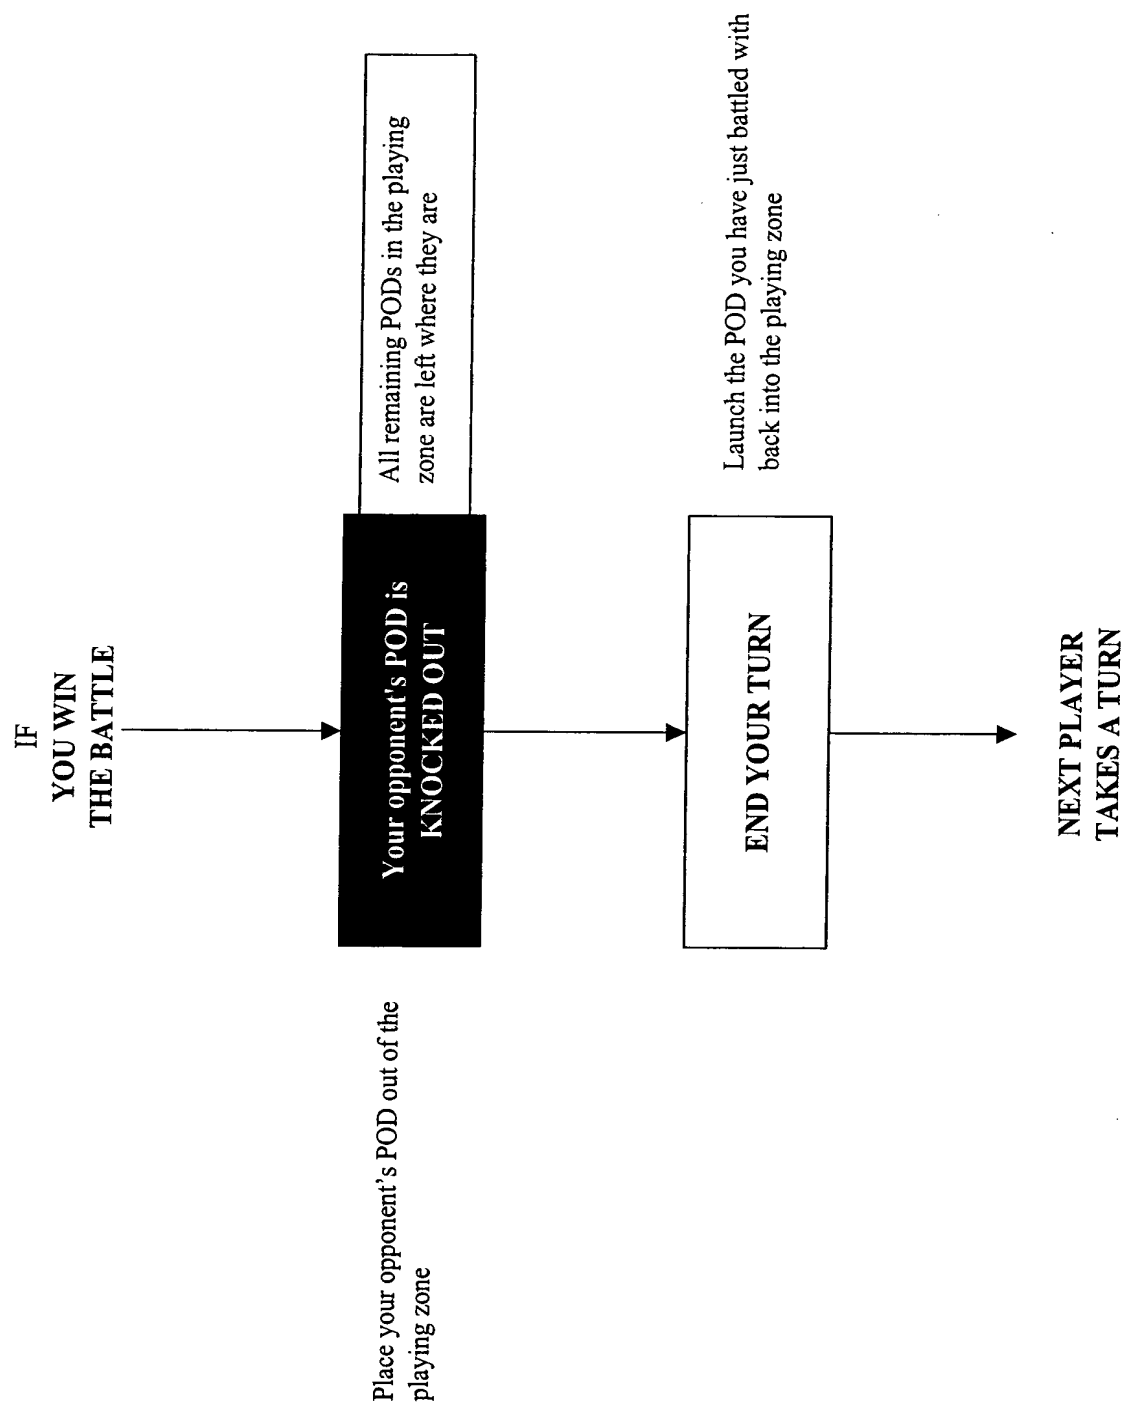 IF
YOU WIN
THE BATTLE
Place your opponent's POD out of the
playing zone
Your opponent's POD is
KNOCKED OUT
All remaining PODs in the playing
zone are left where they are
END YOUR TURN
Launch the POD you have just battled with
back into the playing zone
NEXT PLAYER
TAKES A TURN